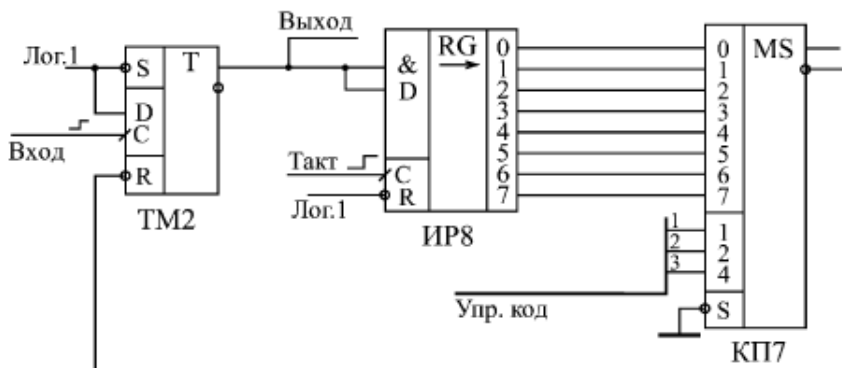 Выход
Лог.1
S
T
D
C
Вход
R
ТМ2
&
D
RG
0
1
2
3
4
5
6
7
Такт
C
R
Лог.1
ИР8
0
1
2
3
4
5
6
7
MS
1
2
3
1
2
4
S
Упр. код
КП7